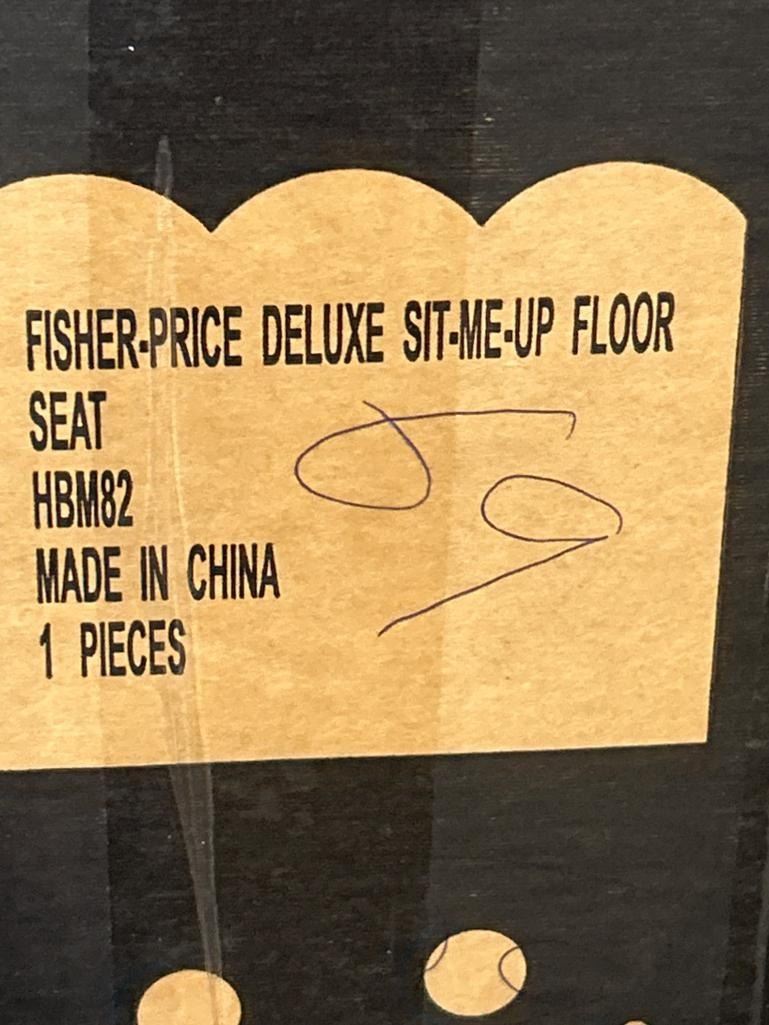 FISHER-PRICE DELUXE SIT-ME-UP FLOOR
SEAT
HBM82
MADE IN CHINA
1 PIECES